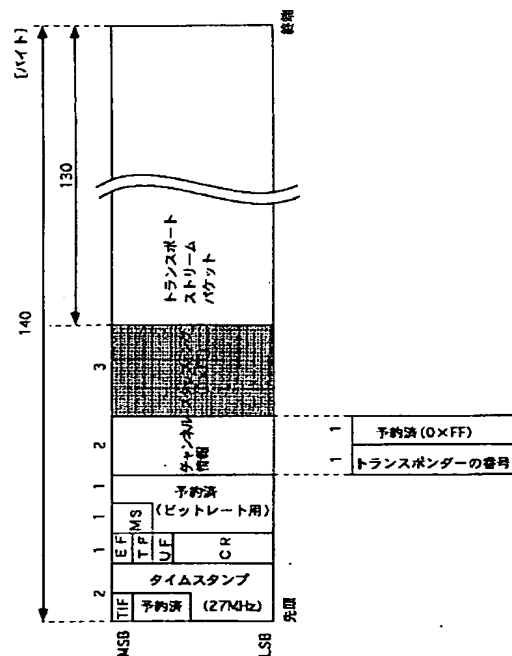 [バイト]
140
130
2
1
1
1
2
3
MSB
LSB
TIF
予約済
タイムスタンプ
(27MHz)
EF
TF
UF
CR
MS
予約済
(ビットレート用)
チャンネル
情報
トランスポート
ストリーム
パケット
先頭
終端
1
予約済(0×FF)
1
トランスポンダーの番号